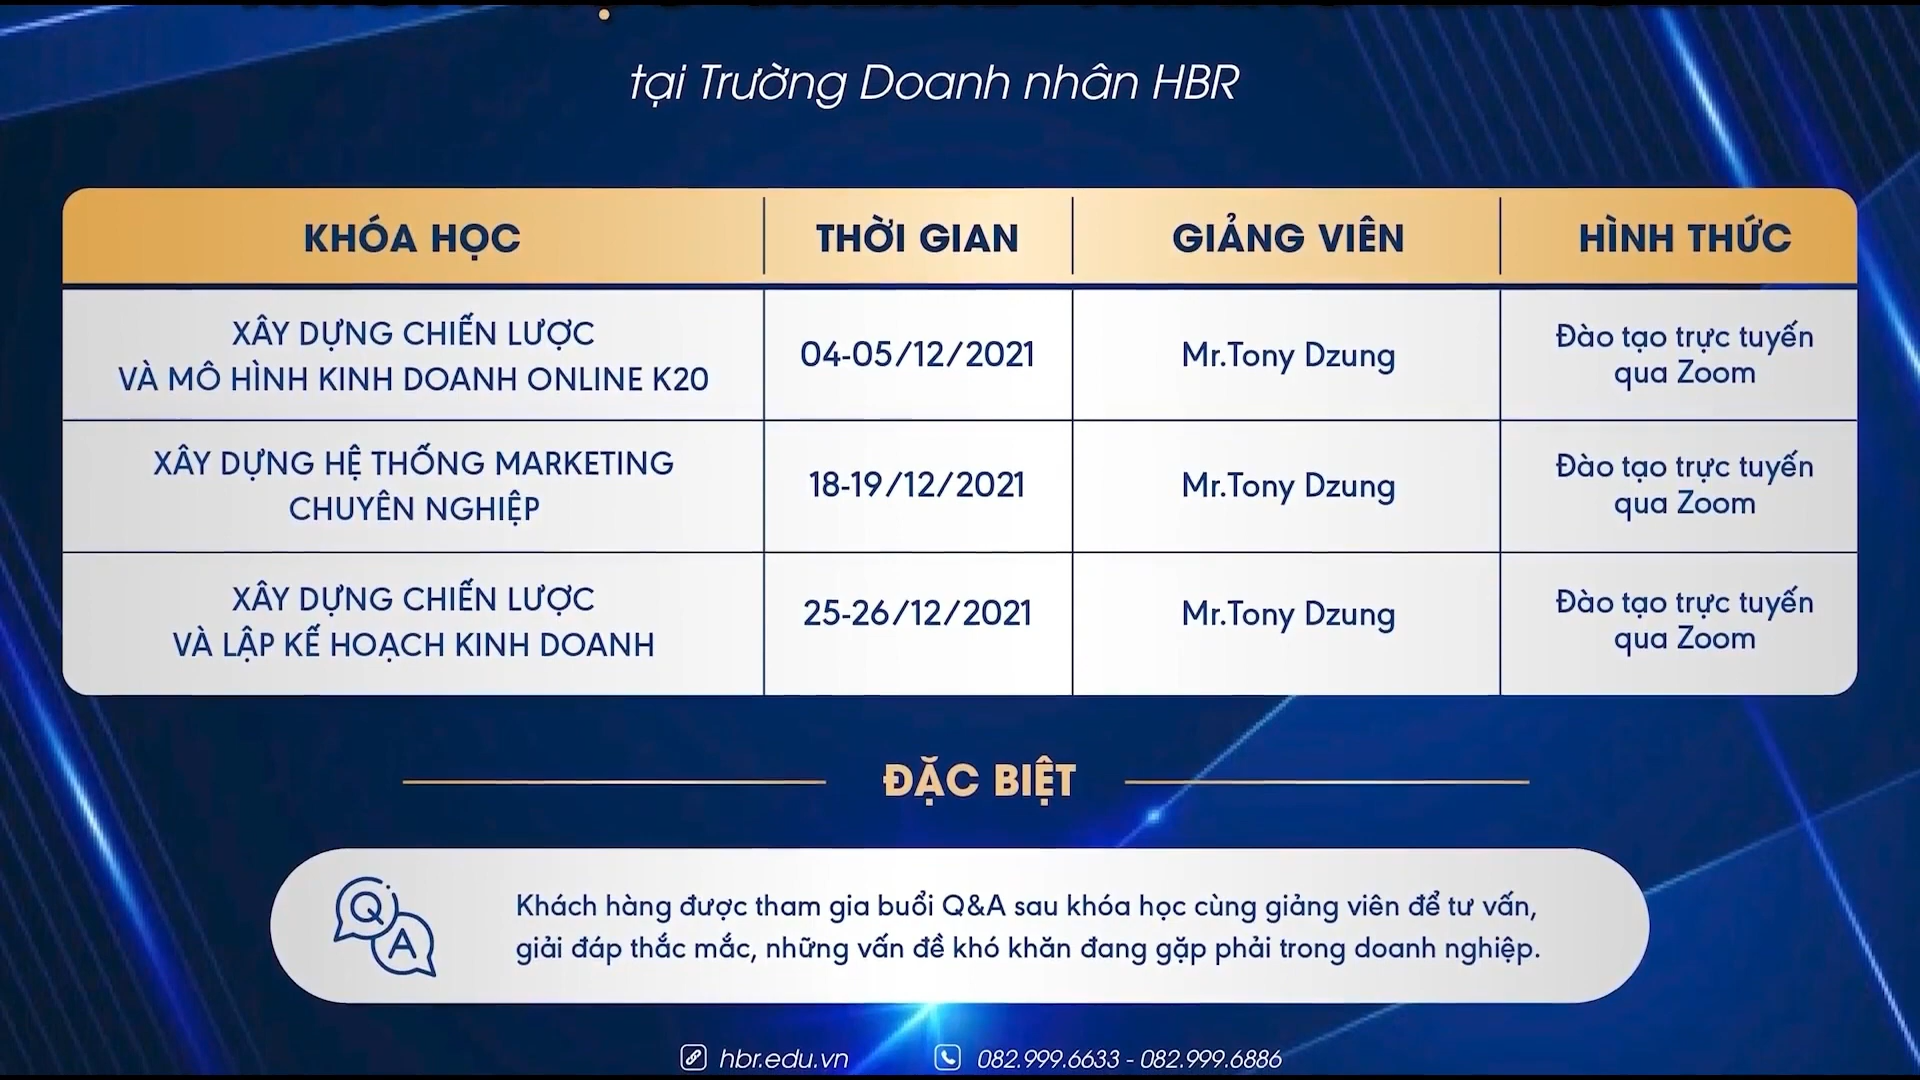 tại Trường Doanh nhân HBR
KHÓA HỌC
THỜI GIAN
GIẢNG VIÊN
HÌNH THỨC
XÂY DỰNG CHIẾN LƯỢC
VÀ MÔ HÌNH KINH DOANH ONLINE K20
04-05/12/2021
Mr.Tony Dzung
Đào tạo trực tuyến
qua Zoom
XÂY DỰNG HỆ THỐNG MARKETING
CHUYÊN NGHIỆP
18-19/12/2021
Mr.Tony Dzung
Đào tạo trực tuyến
qua Zoom
XÂY DỰNG CHIẾN LƯỢC
VÀ LẬP KẾ HOẠCH KINH DOANH
25-26/12/2021
Mr.Tony Dzung
Đào tạo trực tuyến
qua Zoom
ĐẶC BIỆT
Q
A
Khách hàng được tham gia buổi Q&A sau khóa học cùng giảng viên để tư vấn,
giải đáp thắc mắc, những vấn đề khó khăn đang gặp phải trong doanh nghiệp.
hbr.edu.vn
082.999.6633 - 082.999.6886